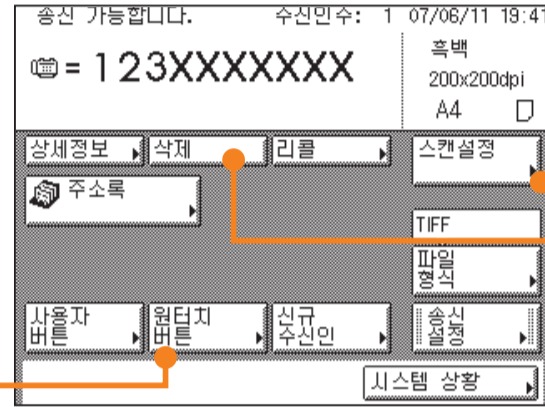 송신 가능합니다. 수신인수: 1 07/06/11 19:41
= 123XXXXXXX
흑백
200x200dpi
A4
상세정보 삭제 리콜 스캔설정
주소록
TIFF
파일
형식
사용자
버튼
원터치
버튼
신규
수신인
송신
설정
시스템 상황